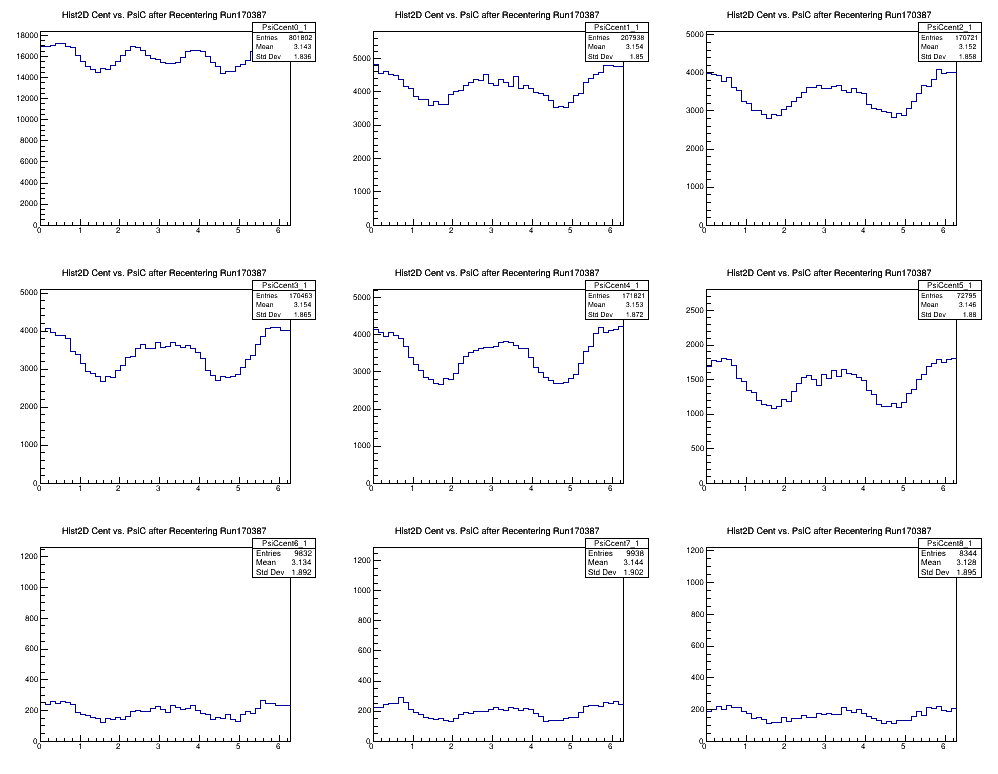 Hist2D Cent vs. PsiC after Recentering Run170387
PsiCcent0_1
Entries 801802
Mean 3.143
Std Dev 1.836
18000
16000
14000
12000
10000
8000
6000
4000
2000
0
0 1 2 3 4 5 6
Hist2D Cent vs. PsiC after Recentering Run170387
PsiCcent1_1
Entries 207938
Mean 3.154
Std Dev 1.85
5000
4000
3000
2000
1000
0
0 1 2 3 4 5 6
Hist2D Cent vs. PsiC after Recentering Run170387
PsiCcent2_1
Entries 170721
Mean 3.152
Std Dev 1.858
5000
4000
3000
2000
1000
0
0 1 2 3 4 5 6
Hist2D Cent vs. PsiC after Recentering Run170387
PsiCcent3_1
Entries 170463
Mean 3.154
Std Dev 1.865
5000
4000
3000
2000
1000
0
0 1 2 3 4 5 6
Hist2D Cent vs. PsiC after Recentering Run170387
PsiCcent4_1
Entries 171821
Mean 3.153
Std Dev 1.872
5000
4000
3000
2000
1000
0
0 1 2 3 4 5 6
Hist2D Cent vs. PsiC after Recentering Run170387
PsiCcent5_1
Entries 72795
Mean 3.146
Std Dev 1.88
2500
2000
1500
1000
500
0
0 1 2 3 4 5 6
Hist2D Cent vs. PsiC after Recentering Run170387
PsiCcent6_1
Entries 9832
Mean 3.134
Std Dev 1.892
1200
1000
800
600
400
200
0
0 1 2 3 4 5 6
Hist2D Cent vs. PsiC after Recentering Run170387
PsiCcent7_1
Entries 9938
Mean 3.144
Std Dev 1.902
1200
1000
800
600
400
200
0
0 1 2 3 4 5 6
Hist2D Cent vs. PsiC after Recentering Run170387
PsiCcent8_1
Entries 8344
Mean 3.128
Std Dev 1.895
1200
1000
800
600
400
200
0
0 1 2 3 4 5 6